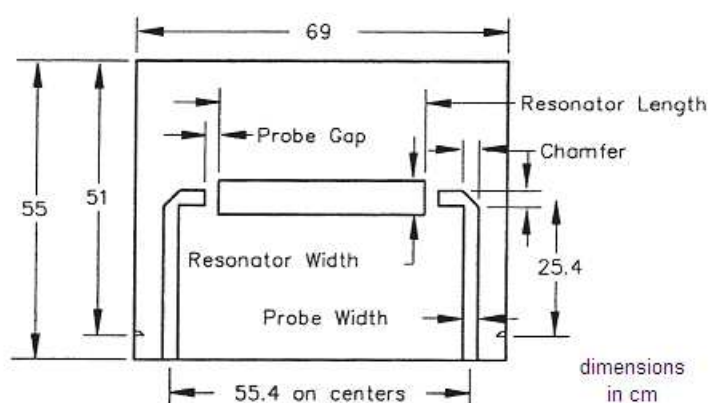 69
Resonator Length
Probe Gap
Chamfer
55
51
Resonator Width
25.4
Probe Width
55.4 on centers
dimensions
in cm